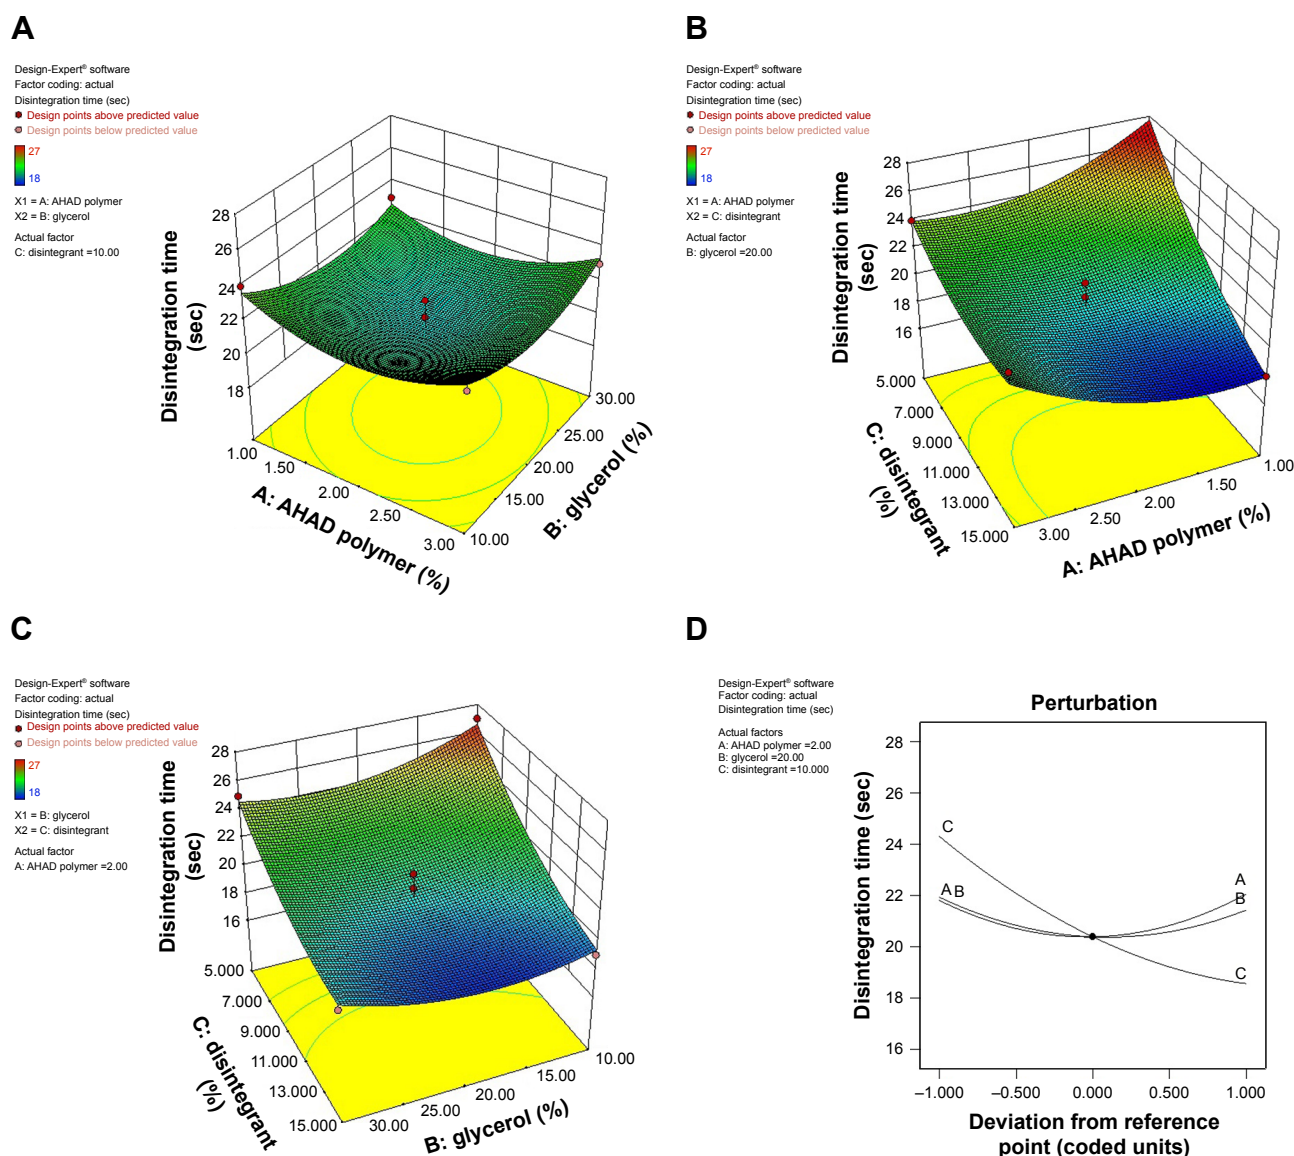 A
Design-Expert® software
Factor coding: actual
Disintegration time (sec)
Design points above predicted value
Design points below predicted value
27
18
X1 = A: AHAD polymer
X2 = B: glycerol
Actual factor
C: disintegrant =10.00
Disintegration time
(sec)
28
26
24
22
20
18
1.00
1.50
2.00
2.50
3.00
A: AHAD polymer (%)
10.00
15.00
20.00
25.00
30.00
B: glycerol (%)
B
Design-Expert® software
Factor coding: actual
Disintegration time (sec)
Design points above predicted value
Design points below predicted value
27
18
X1 = A: AHAD polymer
X2 = C: disintegrant
Actual factor
B: glycerol =20.00
Disintegration time
(sec)
28
26
24
22
20
18
16
5.000
7.000
9.000
11.000
13.000
15.000
C: disintegrant
(%)
3.00
2.50
2.00
1.50
1.00
A: AHAD polymer (%)
C
Design-Expert® software
Factor coding: actual
Disintegration time (sec)
Design points above predicted value
Design points below predicted value
27
18
X1 = B: glycerol
X2 = C: disintegrant
Actual factor
A: AHAD polymer =2.00
Disintegration time
(sec)
28
26
24
22
20
18
16
5.000
7.000
9.000
11.000
13.000
15.000
C: disintegrant
(%)
30.00
25.00
20.00
15.00
10.00
B: glycerol (%)
D
Design-Expert® software
Factor coding: actual
Disintegration time (sec)
Actual factors
A: AHAD polymer =2.00
B: glycerol =20.00
C: disintegrant =10.000
Perturbation
Disintegration time (sec)
28
26
24
22
20
18
16
C
A B
A
B
C
–1.000
–0.500
0.000
0.500
1.000
Deviation from reference
point (coded units)